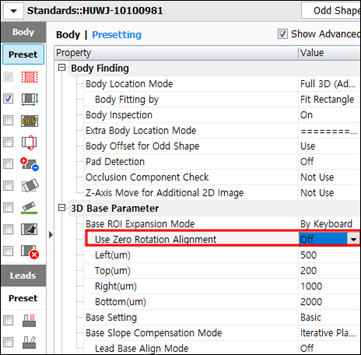 Standards::HUWJ-10100981
Odd Shape
Body
Body | Presetting
Show Advanced
Preset
Property Value
Body Finding
Body Location Mode Full 3D (Ad
Body Fitting by Fit Rectangle
Body Inspection On
Extra Body Location Mode =========
Body Offset for Odd Shape Use
Pad Detection Off
Occlusion Component Check Not Use
Z-Axis Move for Additional 2D Image Not Use
3D Base Parameter
Base ROI Expansion Mode By Keyboard
Use Zero Rotation Alignment Off
Left(um) 500
Top(um) 200
Right(um) 1000
Bottom(um) 2000
Base Setting Basic
Base Slope Compensation Mode Iterative Pla
Lead Base Align Mode Off
Leads
Preset